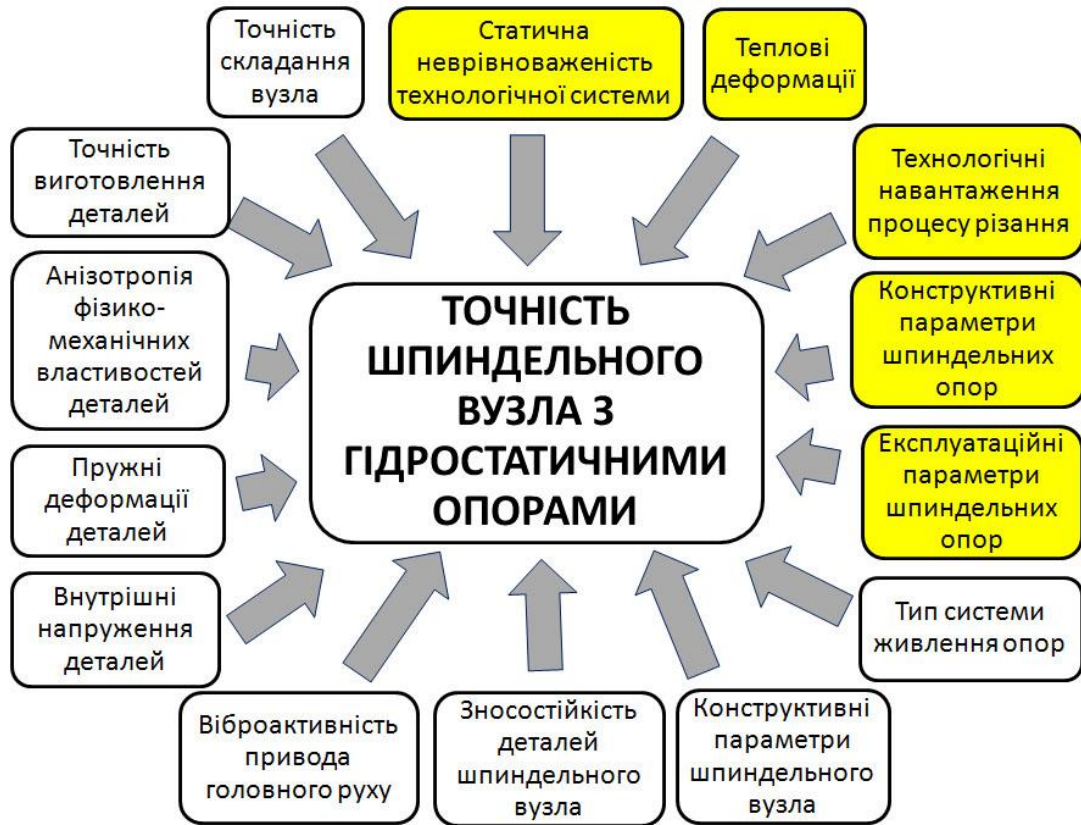 Точність
складання
вузла
Статична
неврівноваженість
технологічної системи
Теплові
деформації
Точність
виготовлення
деталей
Технологічні
навантаження
процесу різання
Анізотропія
фізико-
механічних
властивостей
деталей
ТОЧНІСТЬ
ШПИНДЕЛЬНОГО
ВУЗЛА З
ГІДРОСТАТИЧНИМИ
ОПОРАМИ
Конструктивні
параметри
шпиндельних
опор
Пружні
деформації
деталей
Експлуатаційні
параметри
шпиндельних
опор
Внутрішні
напруження
деталей
Тип системи
живлення опор
Віброактивність
привода
головного руху
Зносостійкість
деталей
шпиндельного
вузла
Конструктивні
параметри
шпиндельного
вузла